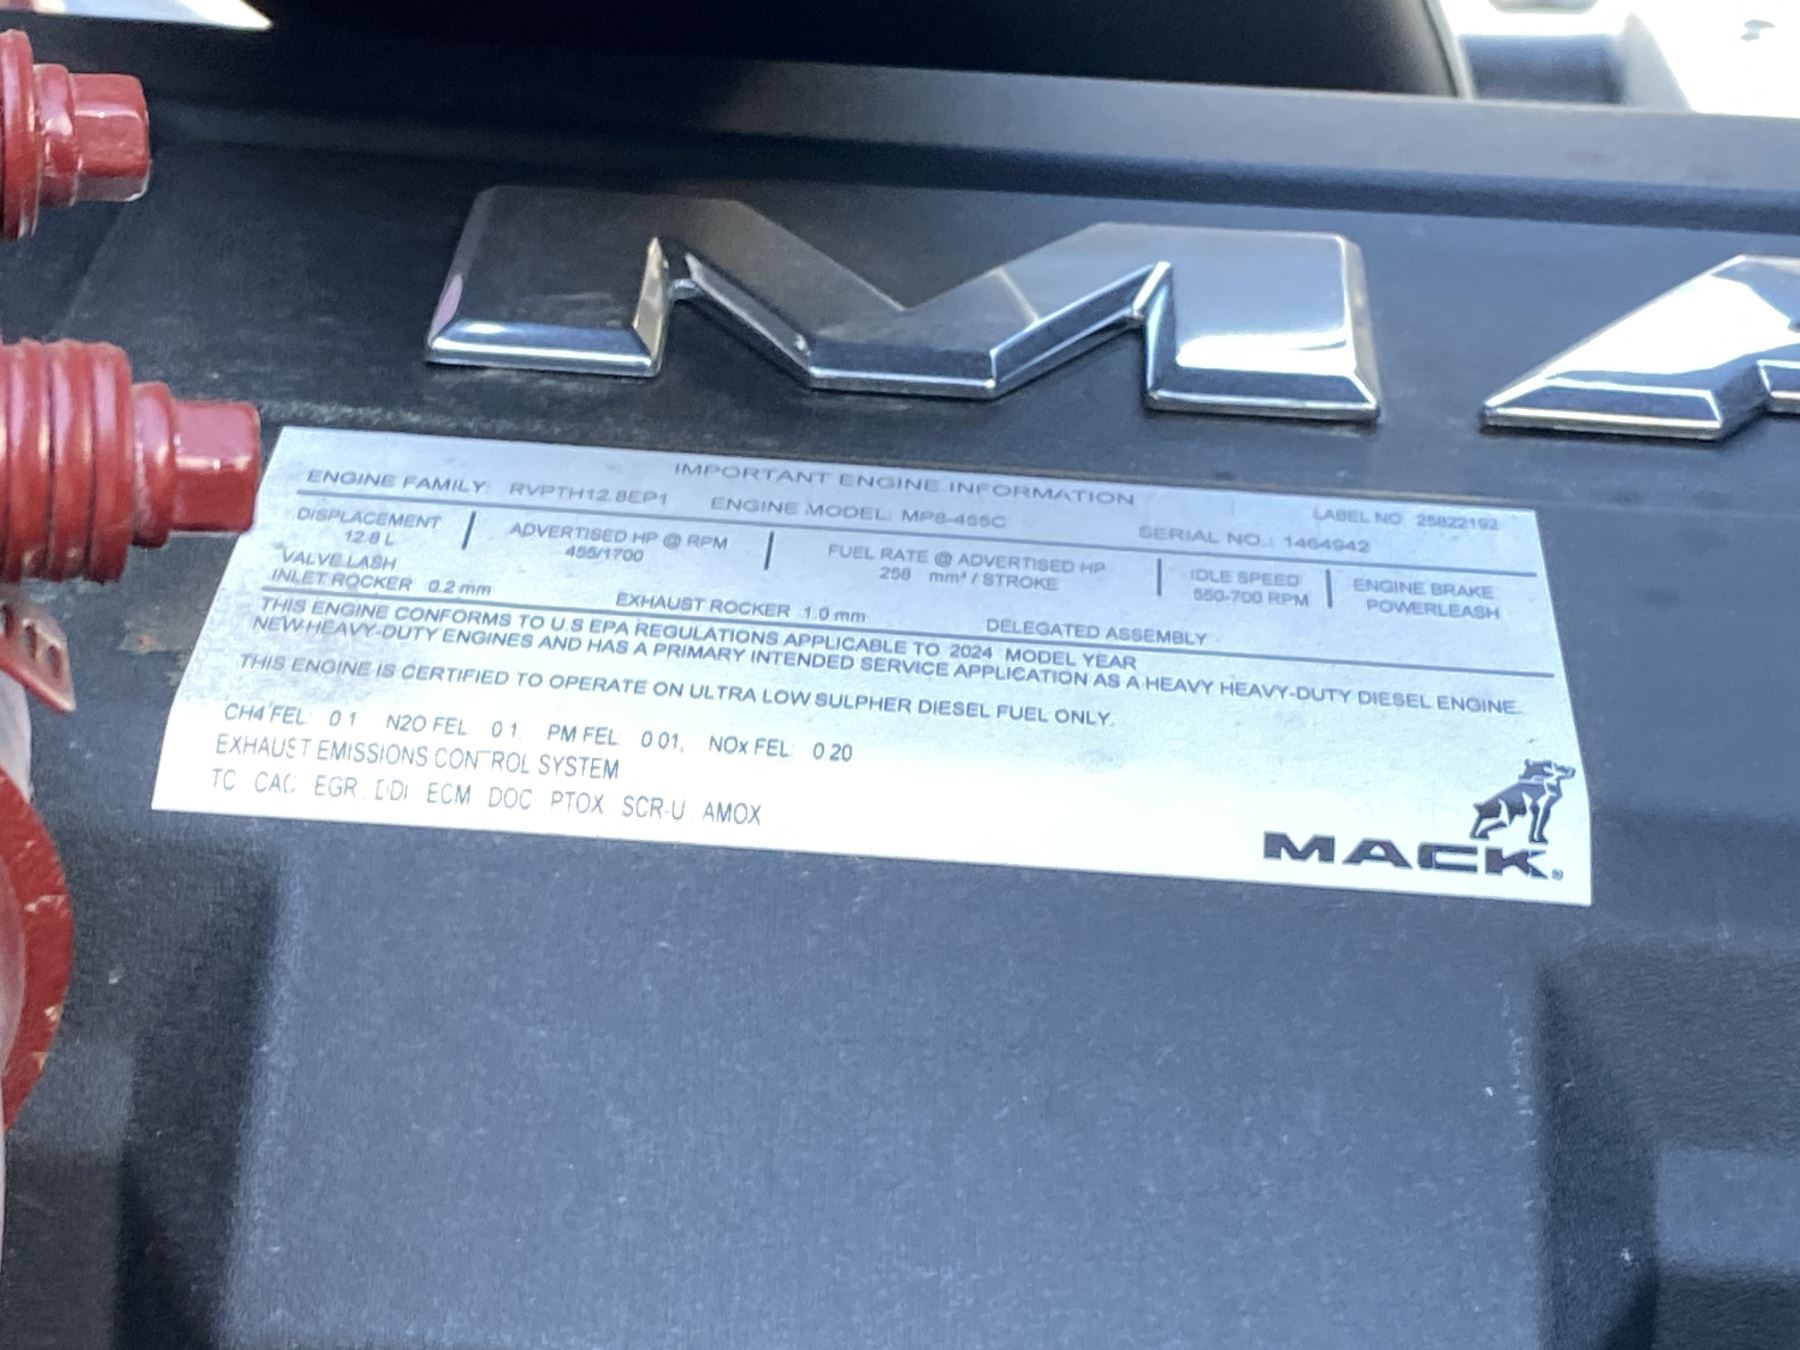 MA
IMPORTANT ENGINE INFORMATION
LABEL NO 25822192
ENGINE FAMILY: RVPTH12.8EP1 ENGINE MODEL: MP8-455C SERIAL NO.: 1464942
DISPLACEMENT ADVERTISED HP @ RPM FUEL RATE @ ADVERTISED HP IDLE SPEED ENGINE BRAKE
12.8 L 455/1700 258 mm³ / STROKE 550-700 RPM POWERLEASH
VALVE LASH
INLET ROCKER 0.2 mm EXHAUST ROCKER 1.0 mm DELEGATED ASSEMBLY
THIS ENGINE CONFORMS TO U.S EPA REGULATIONS APPLICABLE TO 2024 MODEL YEAR
NEW HEAVY-DUTY ENGINES AND HAS A PRIMARY INTENDED SERVICE APPLICATION AS A HEAVY HEAVY-DUTY DIESEL ENGINE.
THIS ENGINE IS CERTIFIED TO OPERATE ON ULTRA LOW SULPHER DIESEL FUEL ONLY.
CH4 FEL: 0.1 N2O FEL 0.1 PM FEL: 0.01, NOx FEL: 0.20
EXHAUST EMISSIONS CONTROL SYSTEM
TC CAC EGR DDI ECM DOC PTOX SCR-U AMOX
MACK®